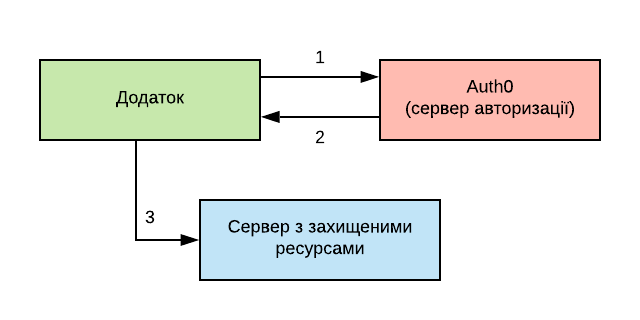 1
Додаток
Auth0
(сервер авторизації)
2
3
Сервер з захищеними
ресурсами